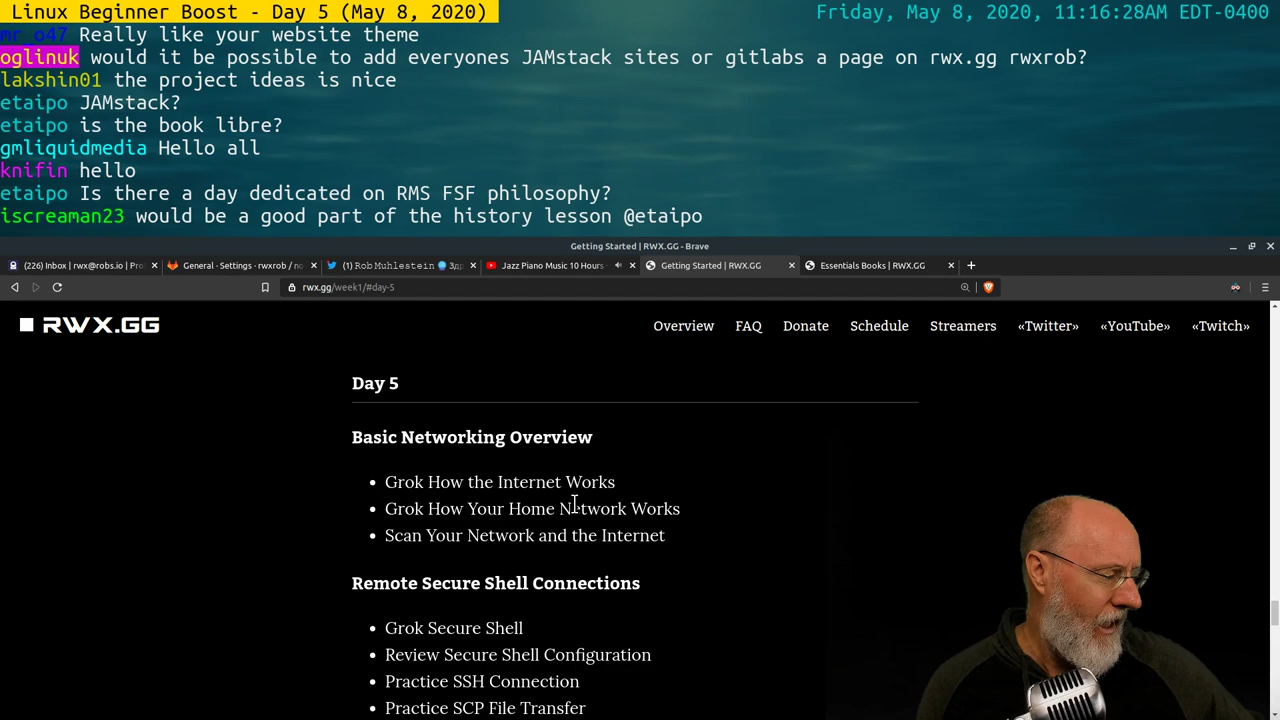 Linux Beginner Boost - Day 5 (May 8, 2020)
Friday, May 8, 2020, 11:16:28AM EDT-0400
mr_o47 Really like your website theme
oglinuk would it be possible to add everyones JAMstack sites or gitlabs a page on rwx.gg rwxrob?
lakshin01 the project ideas is nice
etaipo JAMstack?
etaipo is the book libre?
gmliquidmedia Hello all
knifin hello
etaipo Is there a day dedicated on RMS FSF philosophy?
iscreaman23 would be a good part of the history lesson @etaipo
Getting Started | RWX.GG - Brave
(226) Inbox | rwx@robs.io | Pro
General · Settings · rwxrob / no
(1) Rob Muhlestein
Jazz Piano Music 10 Hours
Getting Started | RWX.GG
Essentials Books | RWX.GG
rwx.gg/week1/#day-5
RWX.GG
Overview FAQ Donate Schedule Streamers «Twitter» «YouTube» «Twitch»
Day 5
Basic Networking Overview
• Grok How the Internet Works
• Grok How Your Home Network Works
• Scan Your Network and the Internet
Remote Secure Shell Connections
• Grok Secure Shell
• Review Secure Shell Configuration
• Practice SSH Connection
• Practice SCP File Transfer